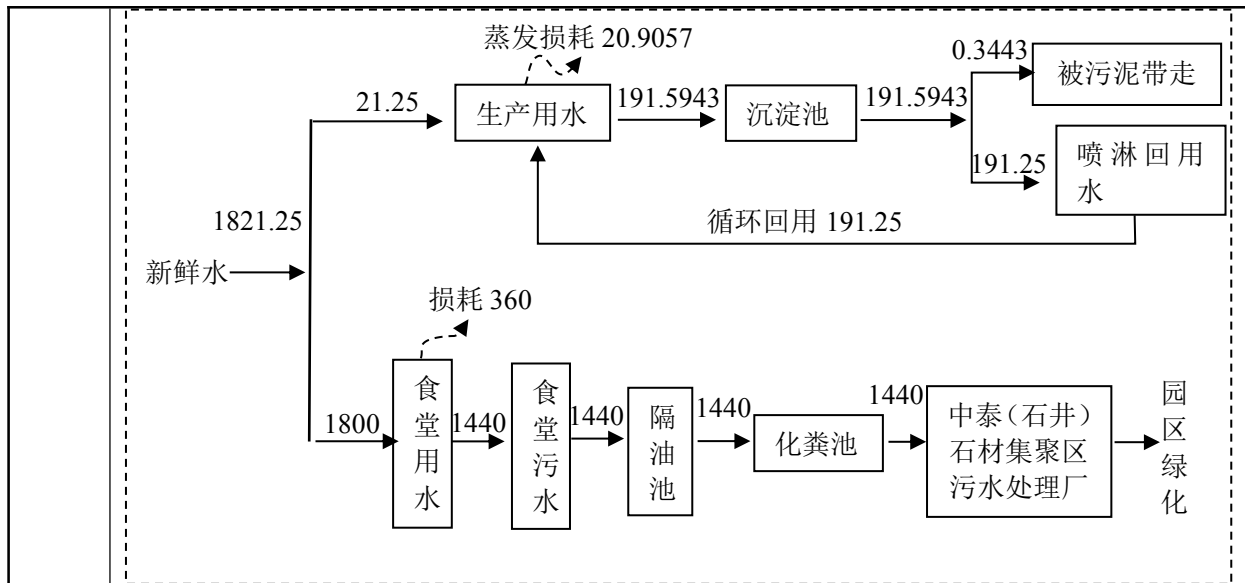 蒸发损耗 20.9057
0.3443
被污泥带走
21.25
生产用水
191.5943
沉淀池
191.5943
191.25
喷淋回用
水
循环回用 191.25
1821.25
新鲜水
损耗 360
1800
食堂用水
1440
食堂污水
1440
隔油池
1440
化粪池
1440
中泰（石井）
石材集聚区
污水处理厂
园区绿化